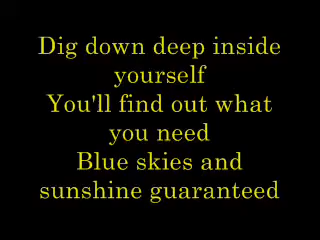 Dig down deep inside
yourself
You'll find out what
you need
Blue skies and
sunshine guaranteed